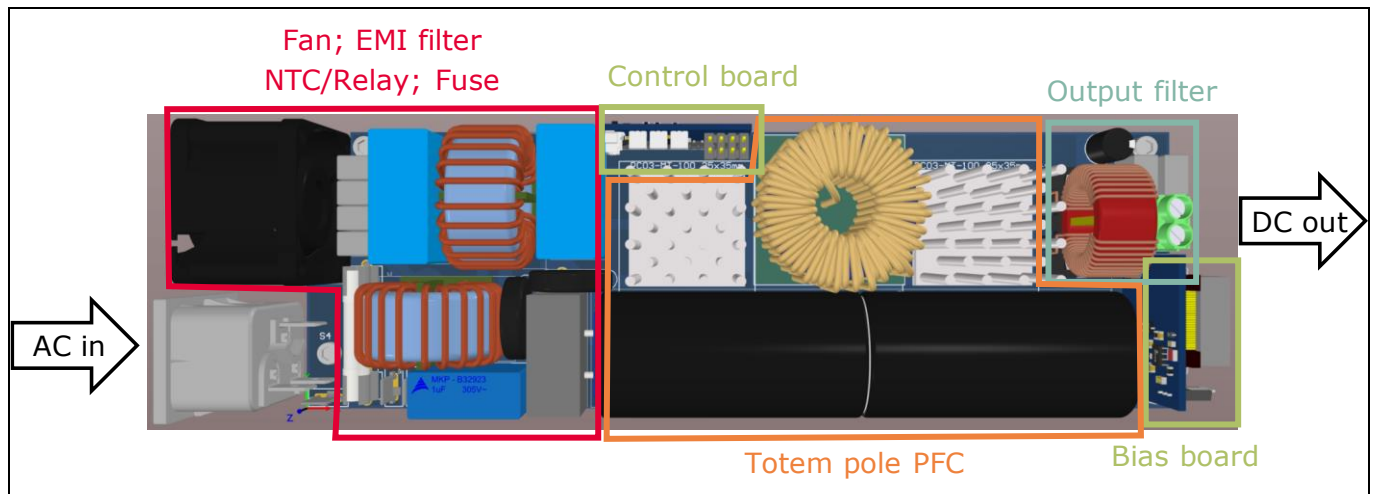 Fan; EMI filter
NTC/Relay; Fuse
Control board
Output filter
DC out
AC in
S4
MKP - B32923
1uF 305V~
Z
Totem pole PFC
Bias board